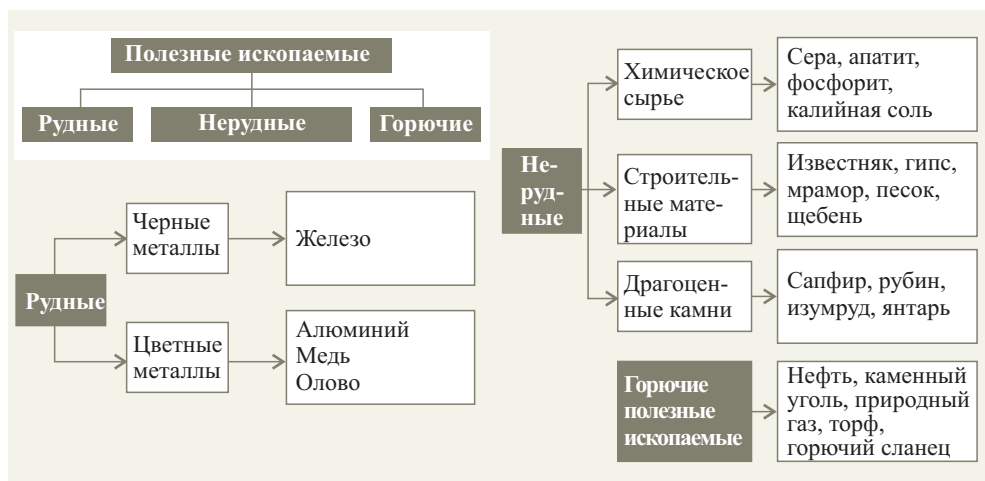 Полезные ископаемые
Рудные
Нерудные
Горючие
Рудные
Черные
металлы
Железо
Цветные
металлы
Алюминий
Медь
Олово
Не-
руд-
ные
Химическое
сырье
Сера, апатит,
фосфорит,
калийная соль
Строитель-
ные мате-
риалы
Известняк, гипс,
мрамор, песок,
щебень
Драгоцен-
ные камни
Сапфир, рубин,
изумруд, янтарь
Горючие
полезные
ископаемые
Нефть, каменный
уголь, природный
газ, торф,
горючий сланец